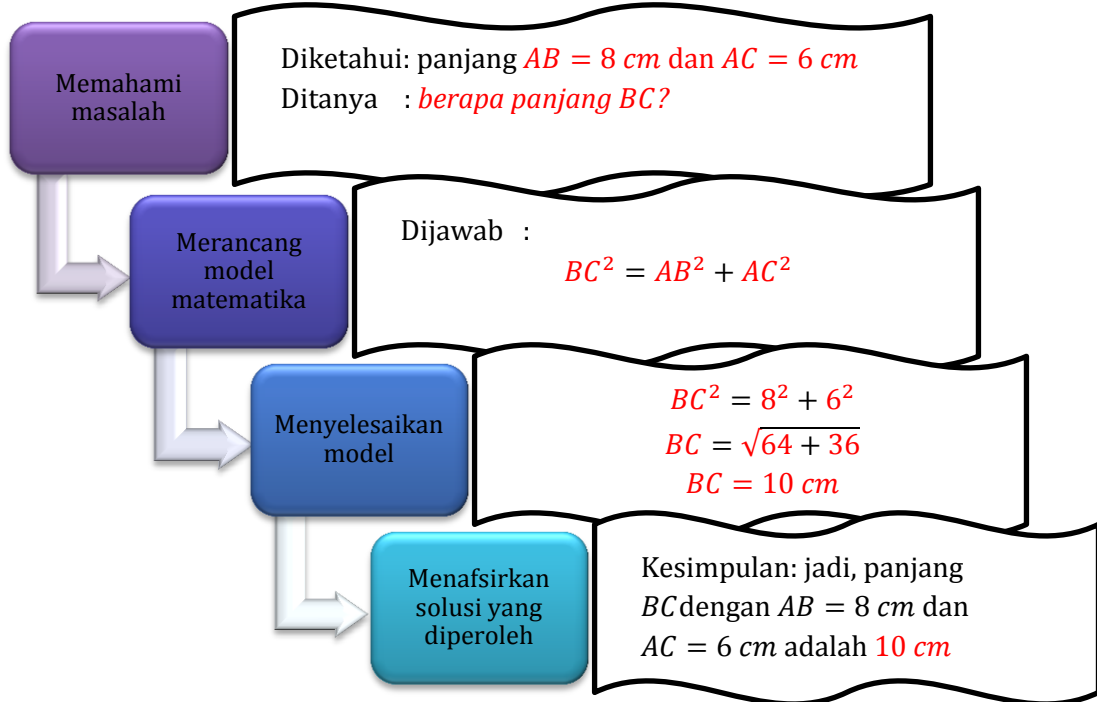 Memahami
masalah
Diketahui: panjang AB = 8 cm dan AC = 6 cm
Ditanya : berapa panjang BC?
Merancang
model
matematika
Dijawab :
BC² = AB² + AC²
Menyelesaikan
model
BC² = 8² + 6²
BC = √64 + 36
BC = 10 cm
Menafsirkan
solusi yang
diperoleh
Kesimpulan: jadi, panjang
BCdengan AB = 8 cm dan
AC = 6 cm adalah 10 cm